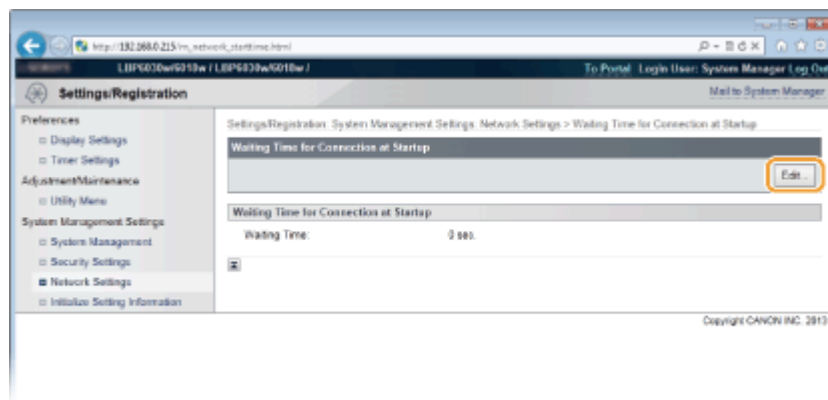 http://192.168.0.215/m_network_starttime.html
LBP6030w/6018w / LBP6030w/6018w /
To Portal Login User: System Manager Log Out
Settings/Registration
Mail to System Manager
Preferences
Display Settings
Timer Settings
Adjustment/Maintenance
Utility Menu
System Management Settings
System Management
Security Settings
Network Settings
Initialize Setting Information
Settings/Registration: System Management Settings: Network Settings > Waiting Time for Connection at Startup
Waiting Time for Connection at Startup
Edit...
Waiting Time for Connection at Startup
Waiting Time: 0 sec.
Copyright CANON INC. 2013